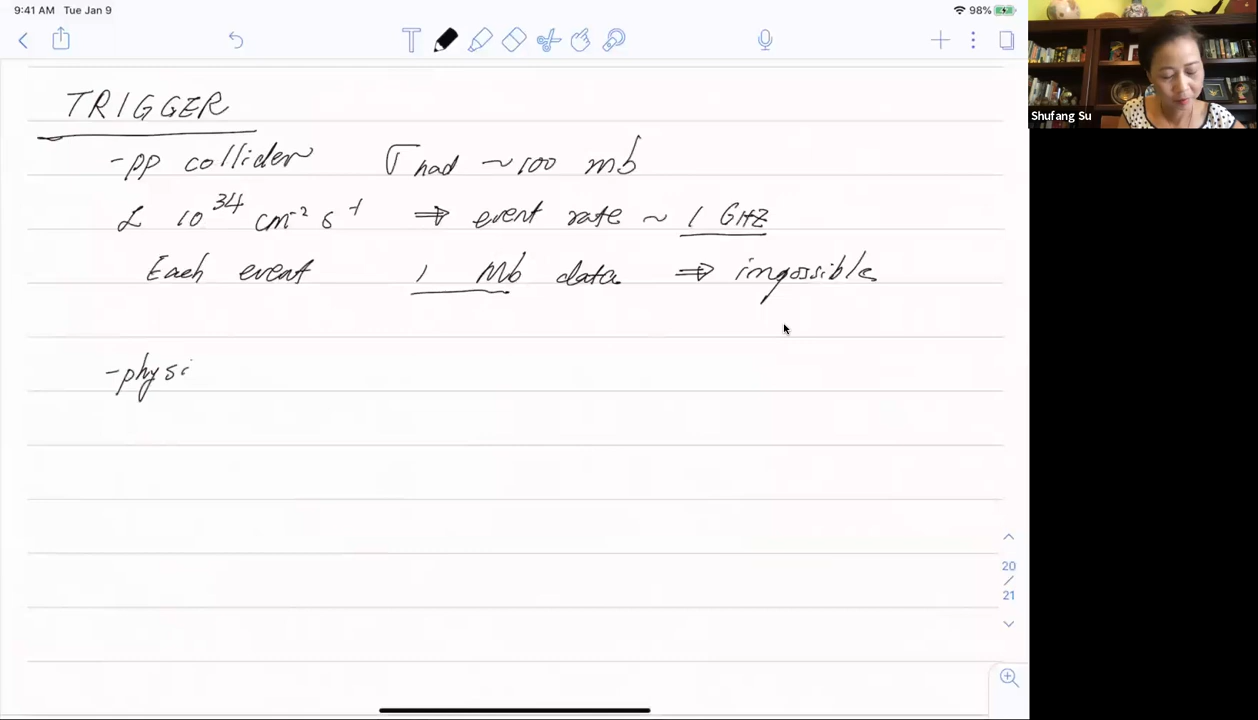 9:41 AM Tue Jan 9
98%
Shufang Su
TRIGGER
-pp collider σhad ~100 mb
L 10^34 cm^-2 s^-1 ⇒ event rate ~ 1 GHZ
Each event 1 Mb data ⇒ impossible
-physi
20
/
21